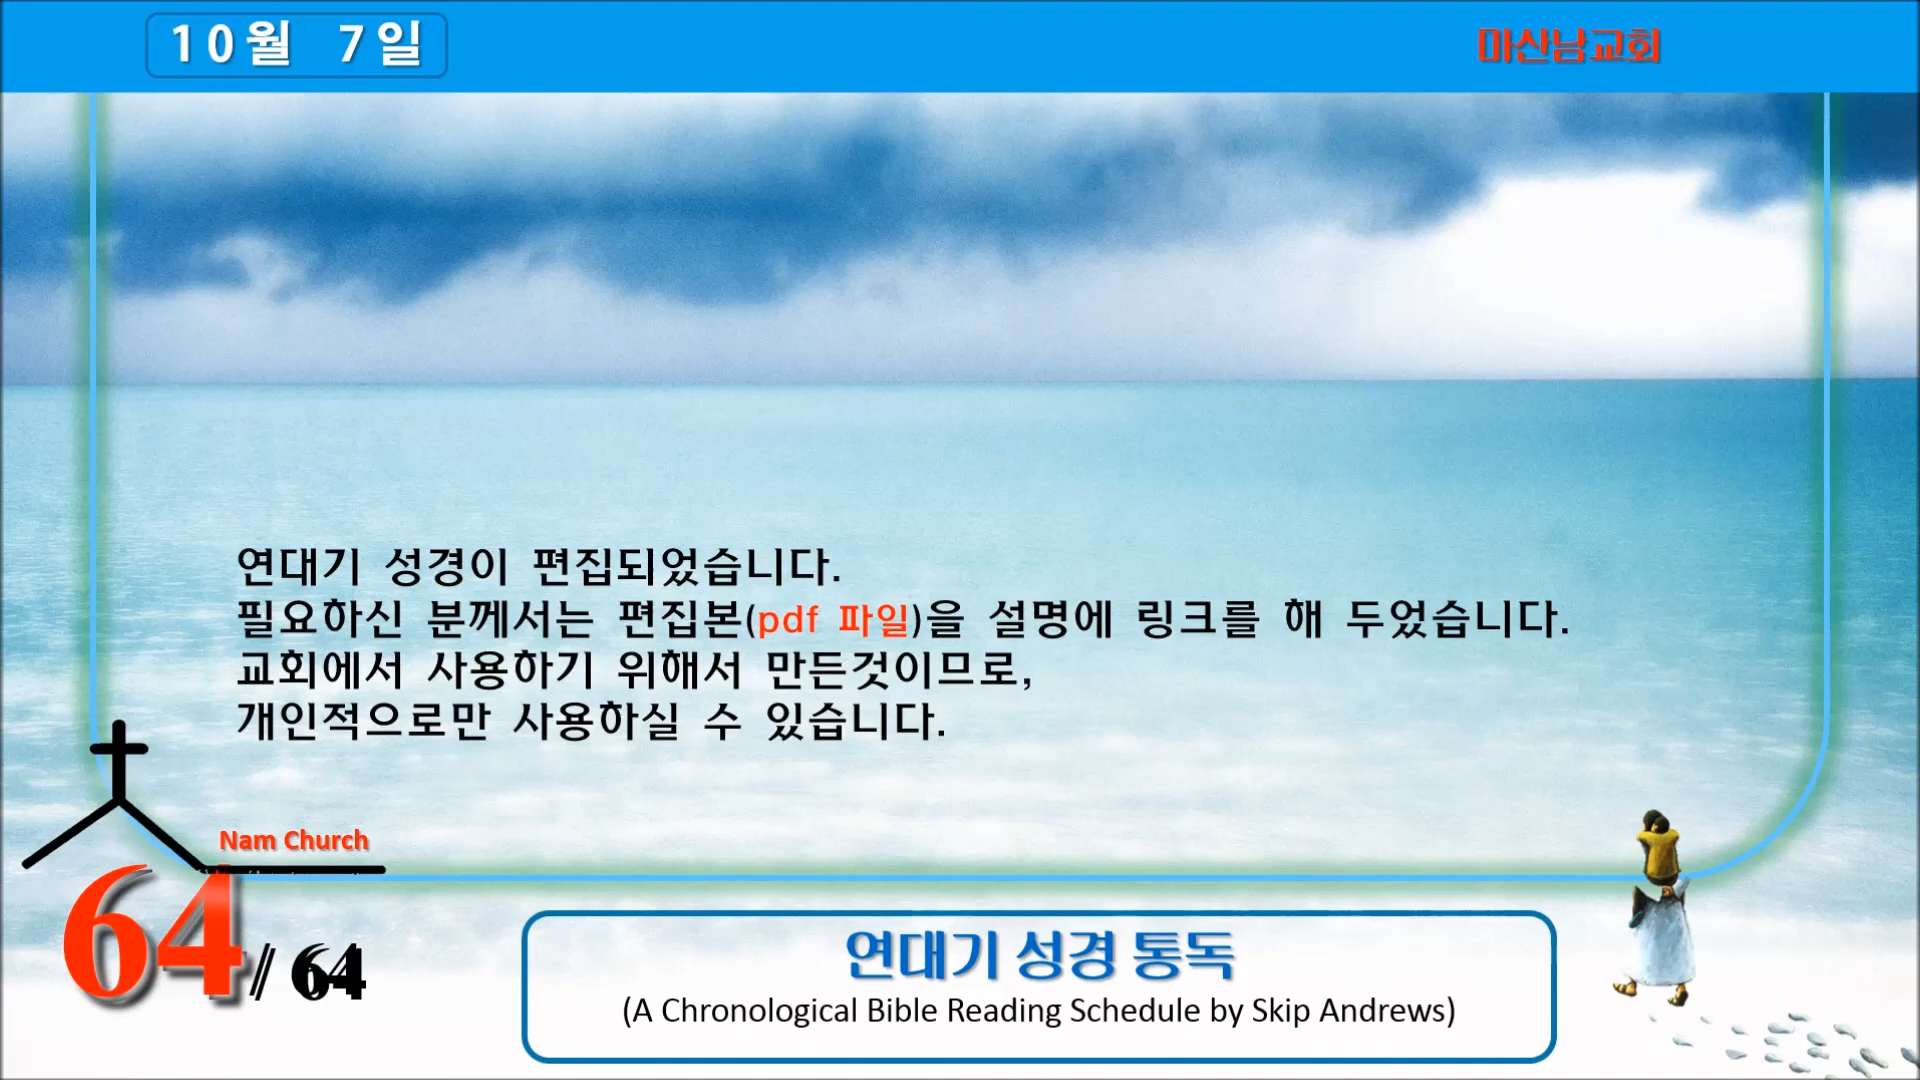 10월 7일
마산남교회
연대기 성경이 편집되었습니다.
필요하신 분께서는 편집본(pdf 파일)을 설명에 링크를 해 두었습니다.
교회에서 사용하기 위해서 만든것이므로,
개인적으로만 사용하실 수 있습니다.
Nam Church
64 / 64
연대기 성경 통독
(A Chronological Bible Reading Schedule by Skip Andrews)